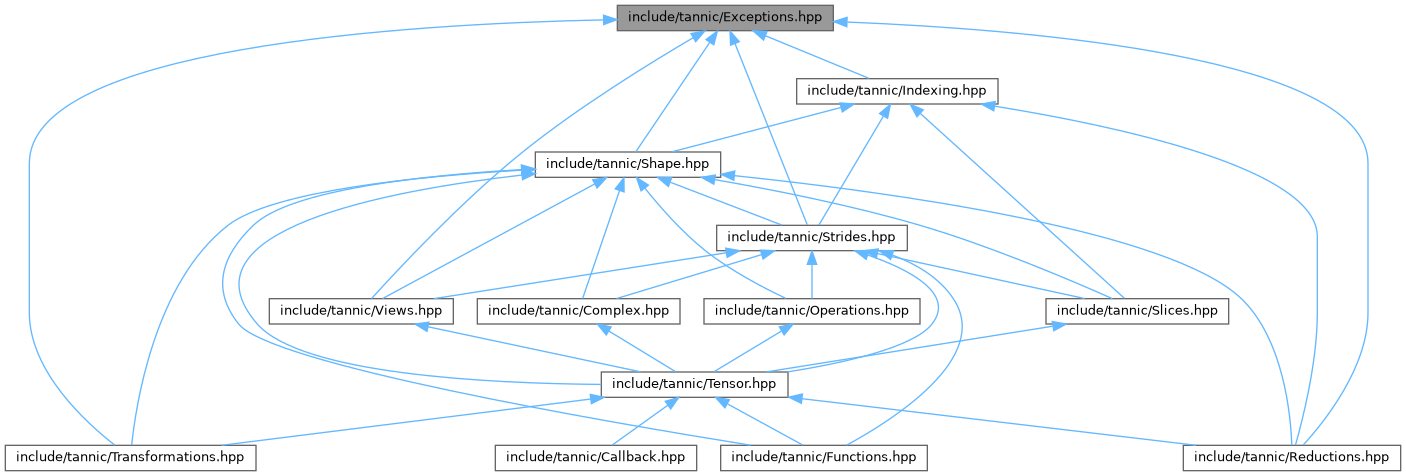 include/tannic/Exceptions.hpp
include/tannic/Indexing.hpp
include/tannic/Shape.hpp
include/tannic/Strides.hpp
include/tannic/Views.hpp
include/tannic/Complex.hpp
include/tannic/Operations.hpp
include/tannic/Slices.hpp
include/tannic/Tensor.hpp
include/tannic/Transformations.hpp
include/tannic/Callback.hpp
include/tannic/Functions.hpp
include/tannic/Reductions.hpp